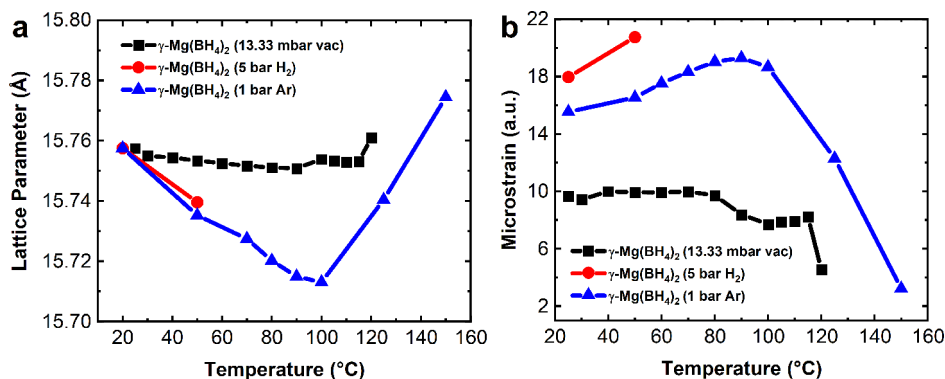 a
15.80
15.78
15.76
15.74
15.72
15.70
Lattice Parameter (Å)
γ-Mg(BH₄)₂ (13.33 mbar vac)
γ-Mg(BH₄)₂ (5 bar H₂)
γ-Mg(BH₄)₂ (1 bar Ar)
20 40 60 80 100 120 140 160
Temperature (°C)
b
22
18
14
10
6
2
Microstrain (a.u.)
γ-Mg(BH₄)₂ (13.33 mbar vac)
γ-Mg(BH₄)₂ (5 bar H₂)
γ-Mg(BH₄)₂ (1 bar Ar)
20 40 60 80 100 120 140 160
Temperature (°C)